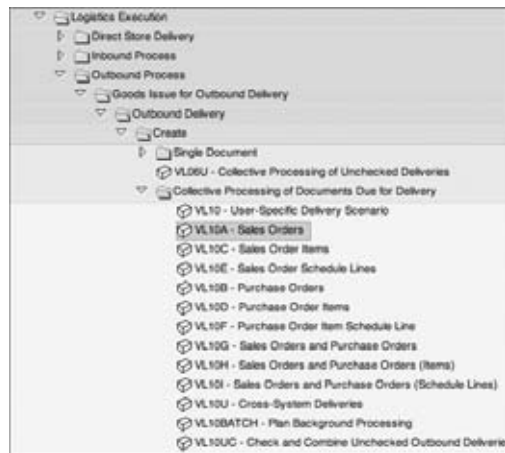 Logistics Execution
Direct Store Delivery
Inbound Process
Outbound Process
Goods Issue for Outbound Delivery
Outbound Delivery
Create
Single Document
VL06U - Collective Processing of Unchecked Deliveries
Collective Processing of Documents Due for Delivery
VL10 - User-Specific Delivery Scenario
VL10A - Sales Orders
VL10C - Sales Order Items
VL10E - Sales Order Schedule Lines
VL10B - Purchase Orders
VL10D - Purchase Order Items
VL10F - Purchase Order Item Schedule Line
VL10G - Sales Orders and Purchase Orders
VL10H - Sales Orders and Purchase Orders (Items)
VL10I - Sales Orders and Purchase Orders (Schedule Lines)
VL10U - Cross-System Deliveries
VL10BATCH - Plan Background Processing
VL10UC - Check and Combine Unchecked Outbound Deliverie